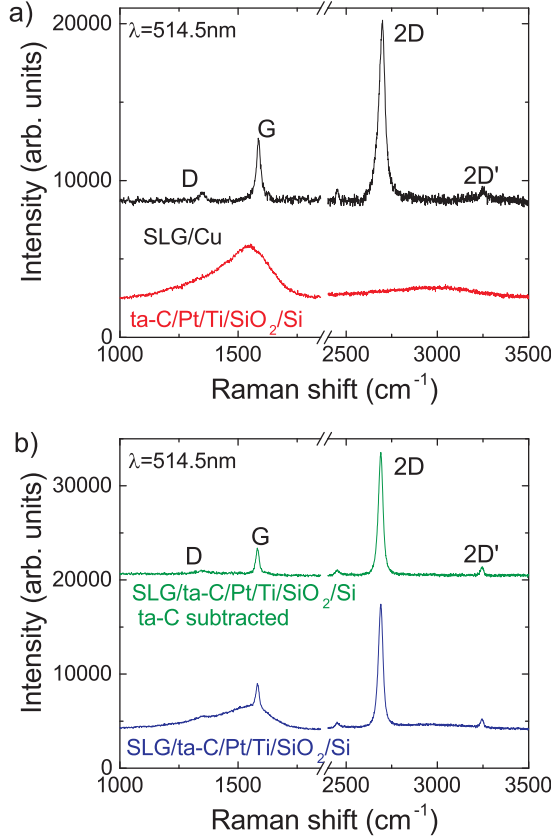 a)
λ=514.5nm
2D
G
D
2D'
SLG/Cu
ta-C/Pt/Ti/SiO₂/Si
20000
10000
0
Intensity (arb. units)
1000 1500 2500 3000 3500
Raman shift (cm⁻¹)
b)
λ=514.5nm
2D
G
D
2D'
SLG/ta-C/Pt/Ti/SiO₂/Si
ta-C subtracted
SLG/ta-C/Pt/Ti/SiO₂/Si
30000
20000
10000
0
Intensity (arb. units)
1000 1500 2500 3000 3500
Raman shift (cm⁻¹)